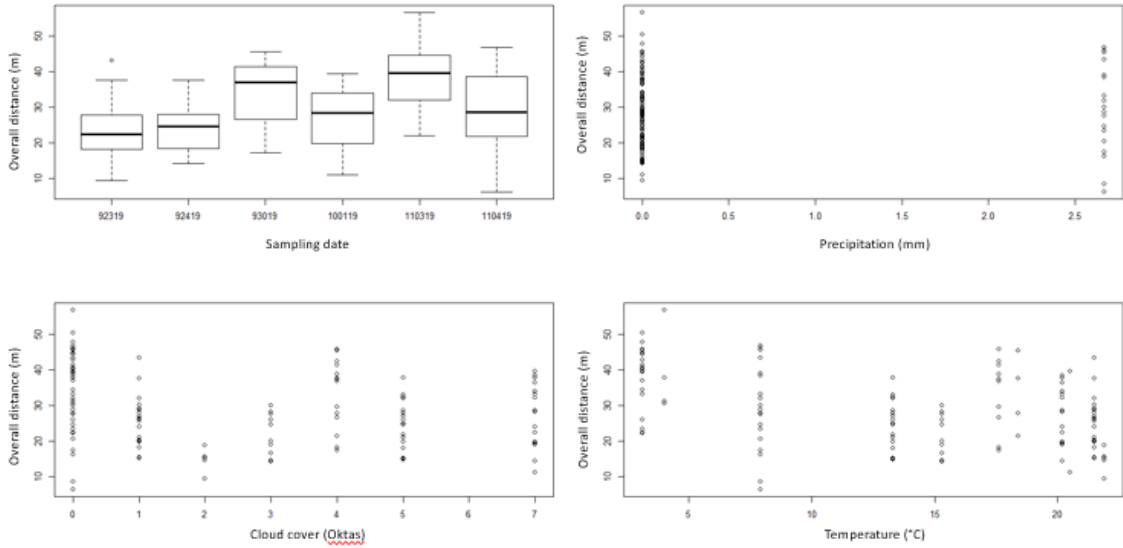 Overall distance (m)
50
40
30
20
10
92319 92419 93019 100119 110319 110419
Sampling date
Overall distance (m)
50
40
30
20
10
0.0 0.5 1.0 1.5 2.0 2.5
Precipitation (mm)
Overall distance (m)
50
40
30
20
10
0 1 2 3 4 5 6 7
Cloud cover (Oktas)
Overall distance (m)
50
40
30
20
10
5 10 15 20
Temperature (°C)